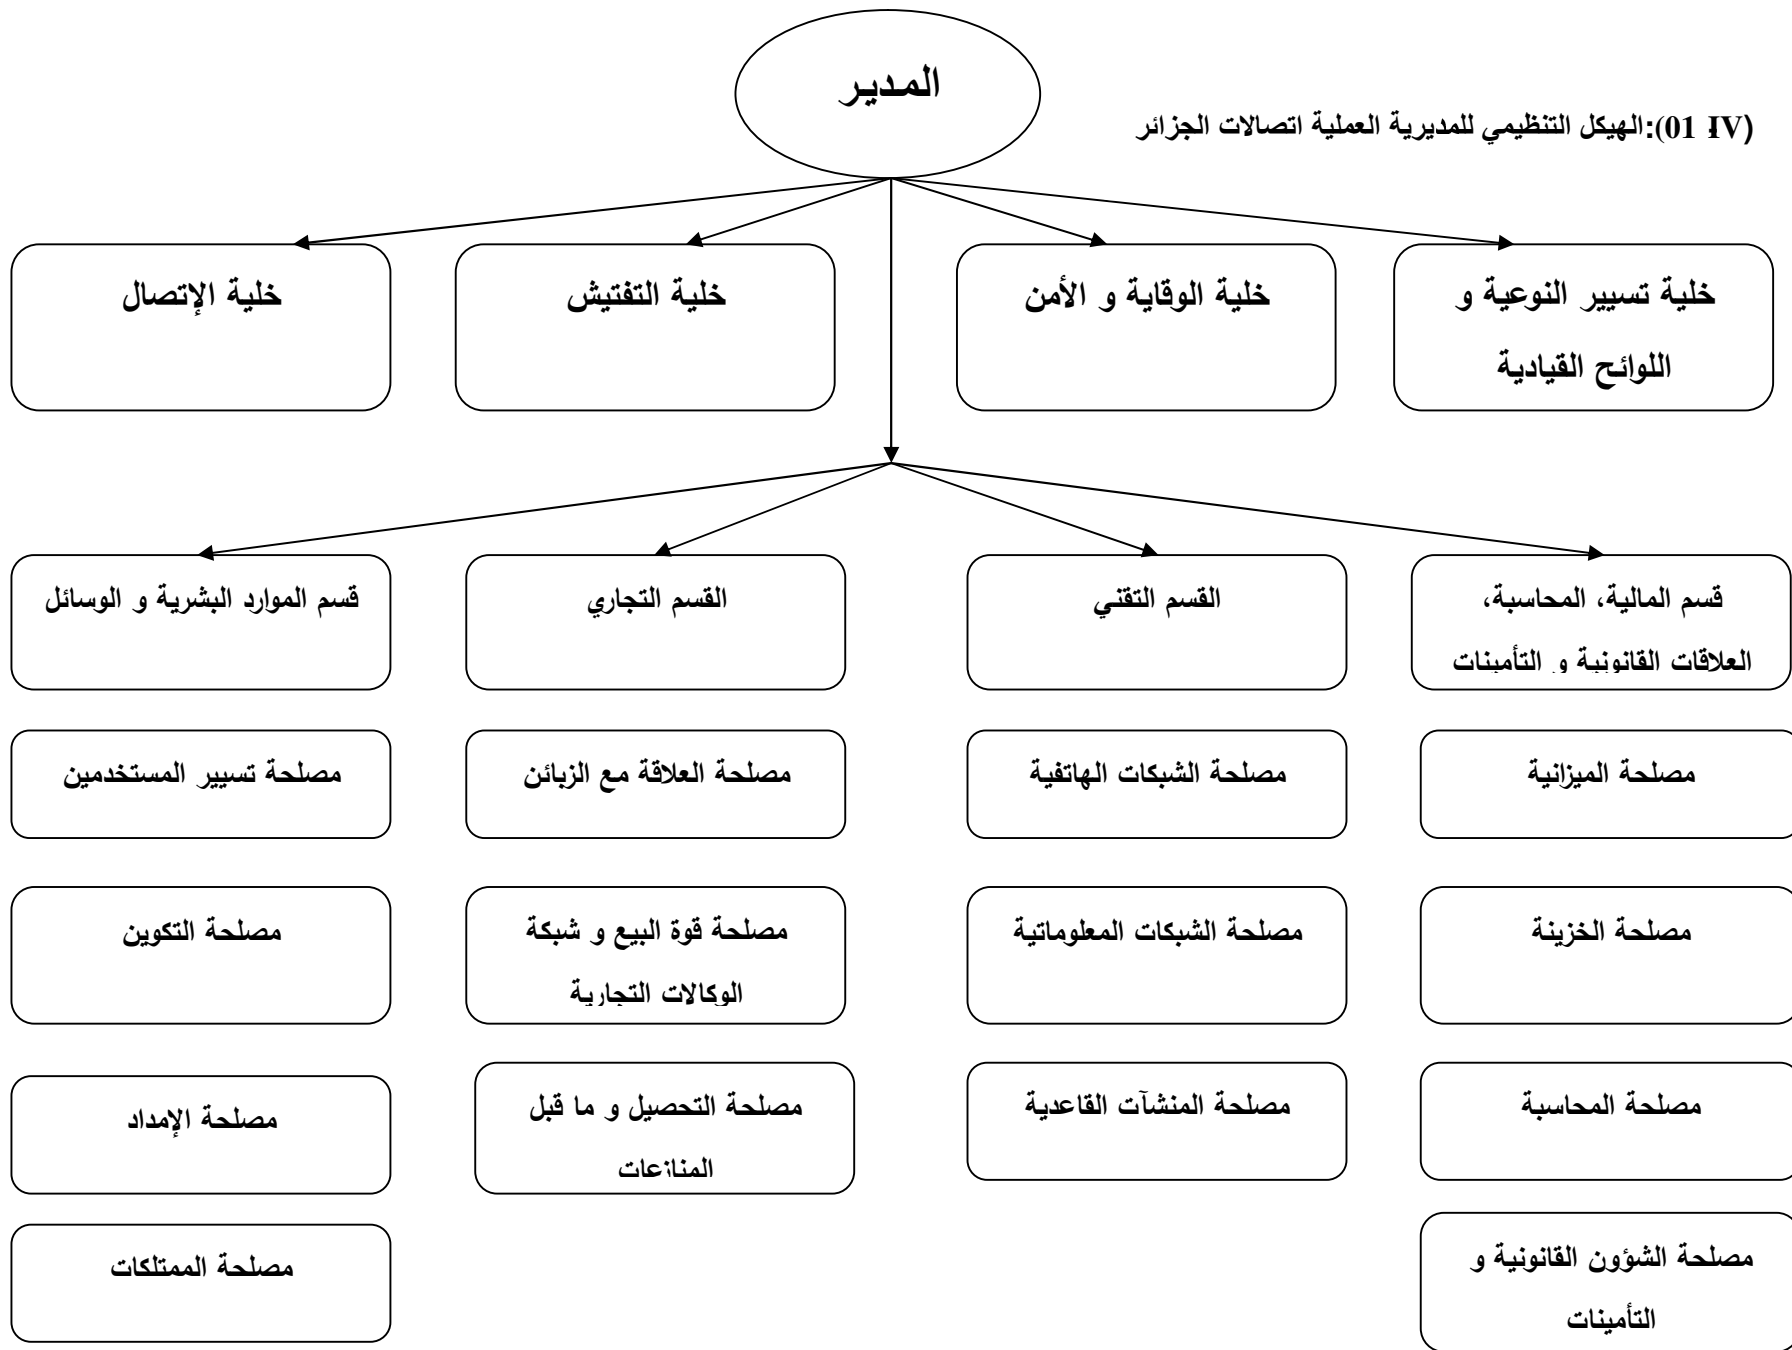 المدير
(IV 01):الهيكل التنظيمي للمديرية العملية اتصالات الجزائر
خلية تسيير النوعية و
اللوائح القيادية
خلية الوقاية و الأمن
خلية التفتيش
خلية الإتصال
قسم المالية، المحاسبة،
العلاقات القانونية و التأمينات
القسم التقني
القسم التجاري
قسم الموارد البشرية و الوسائل
مصلحة الميزانية
مصلحة الشبكات الهاتفية
مصلحة العلاقة مع الزبائن
مصلحة تسيير المستخدمين
مصلحة الخزينة
مصلحة الشبكات المعلوماتية
مصلحة قوة البيع و شبكة
الوكالات التجارية
مصلحة التكوين
مصلحة المحاسبة
مصلحة المنشآت القاعدية
مصلحة التحصيل و ما قبل
المنازعات
مصلحة الإمداد
مصلحة الشؤون القانونية و
التأمينات
مصلحة الممتلكات